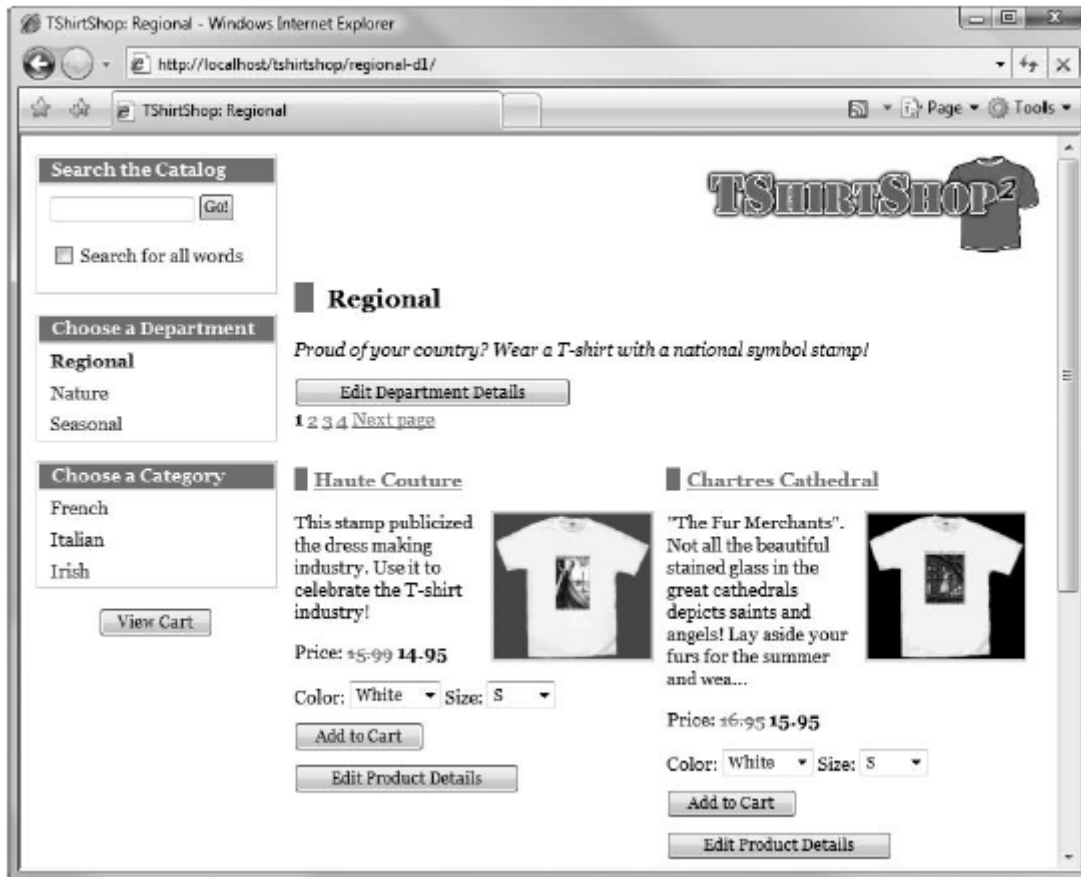 TShirtShop: Regional - Windows Internet Explorer
http://localhost/tshirtshop/regional-d1/
TShirtShop: Regional
Page
Tools
TShirtShop²
Search the Catalog
Go!
Search for all words
Choose a Department
Regional
Nature
Seasonal
Choose a Category
French
Italian
Irish
View Cart
Regional
Proud of your country? Wear a T-shirt with a national symbol stamp!
Edit Department Details
1 2 3 4 Next page
Haute Couture
This stamp publicized
the dress making
industry. Use it to
celebrate the T-shirt
industry!
Price: 15.99 14.95
Color: White Size: S
Add to Cart
Edit Product Details
Chartres Cathedral
"The Fur Merchants".
Not all the beautiful
stained glass in the
great cathedrals
depicts saints and
angels! Lay aside your
furs for the summer
and wea...
Price: 16.95 15.95
Color: White Size: S
Add to Cart
Edit Product Details